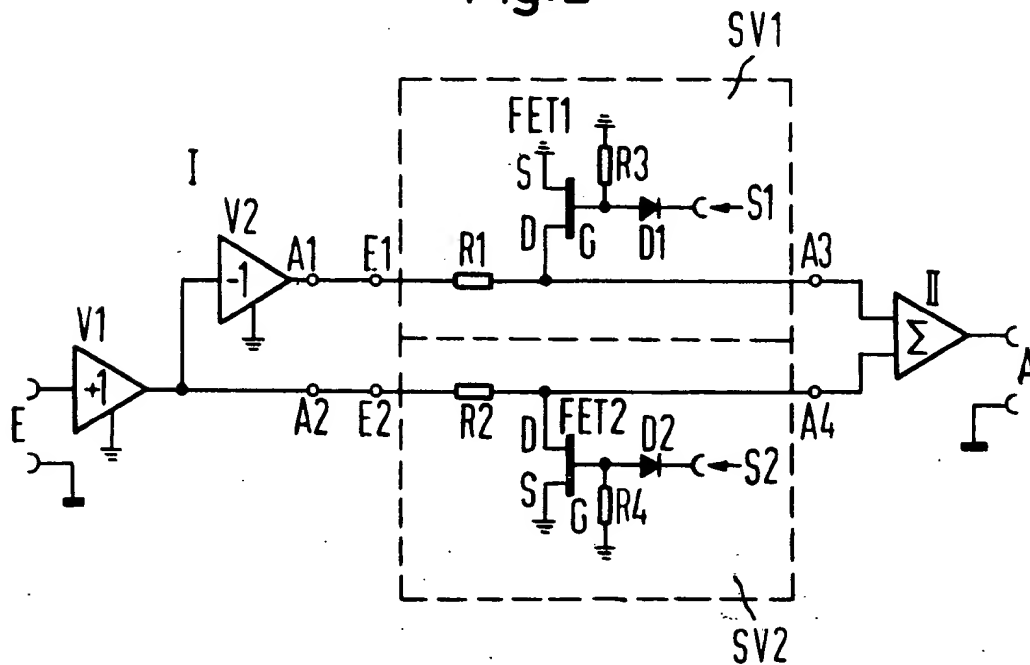 SV1
FET1
I
S
R3
S1
V2
A1
E1
R1
D
G
D1
A3
-1
II
V1
Σ
+1
A
E
A2
E2
R2
D
FET2
D2
A4
S2
S
G
R4
SV2